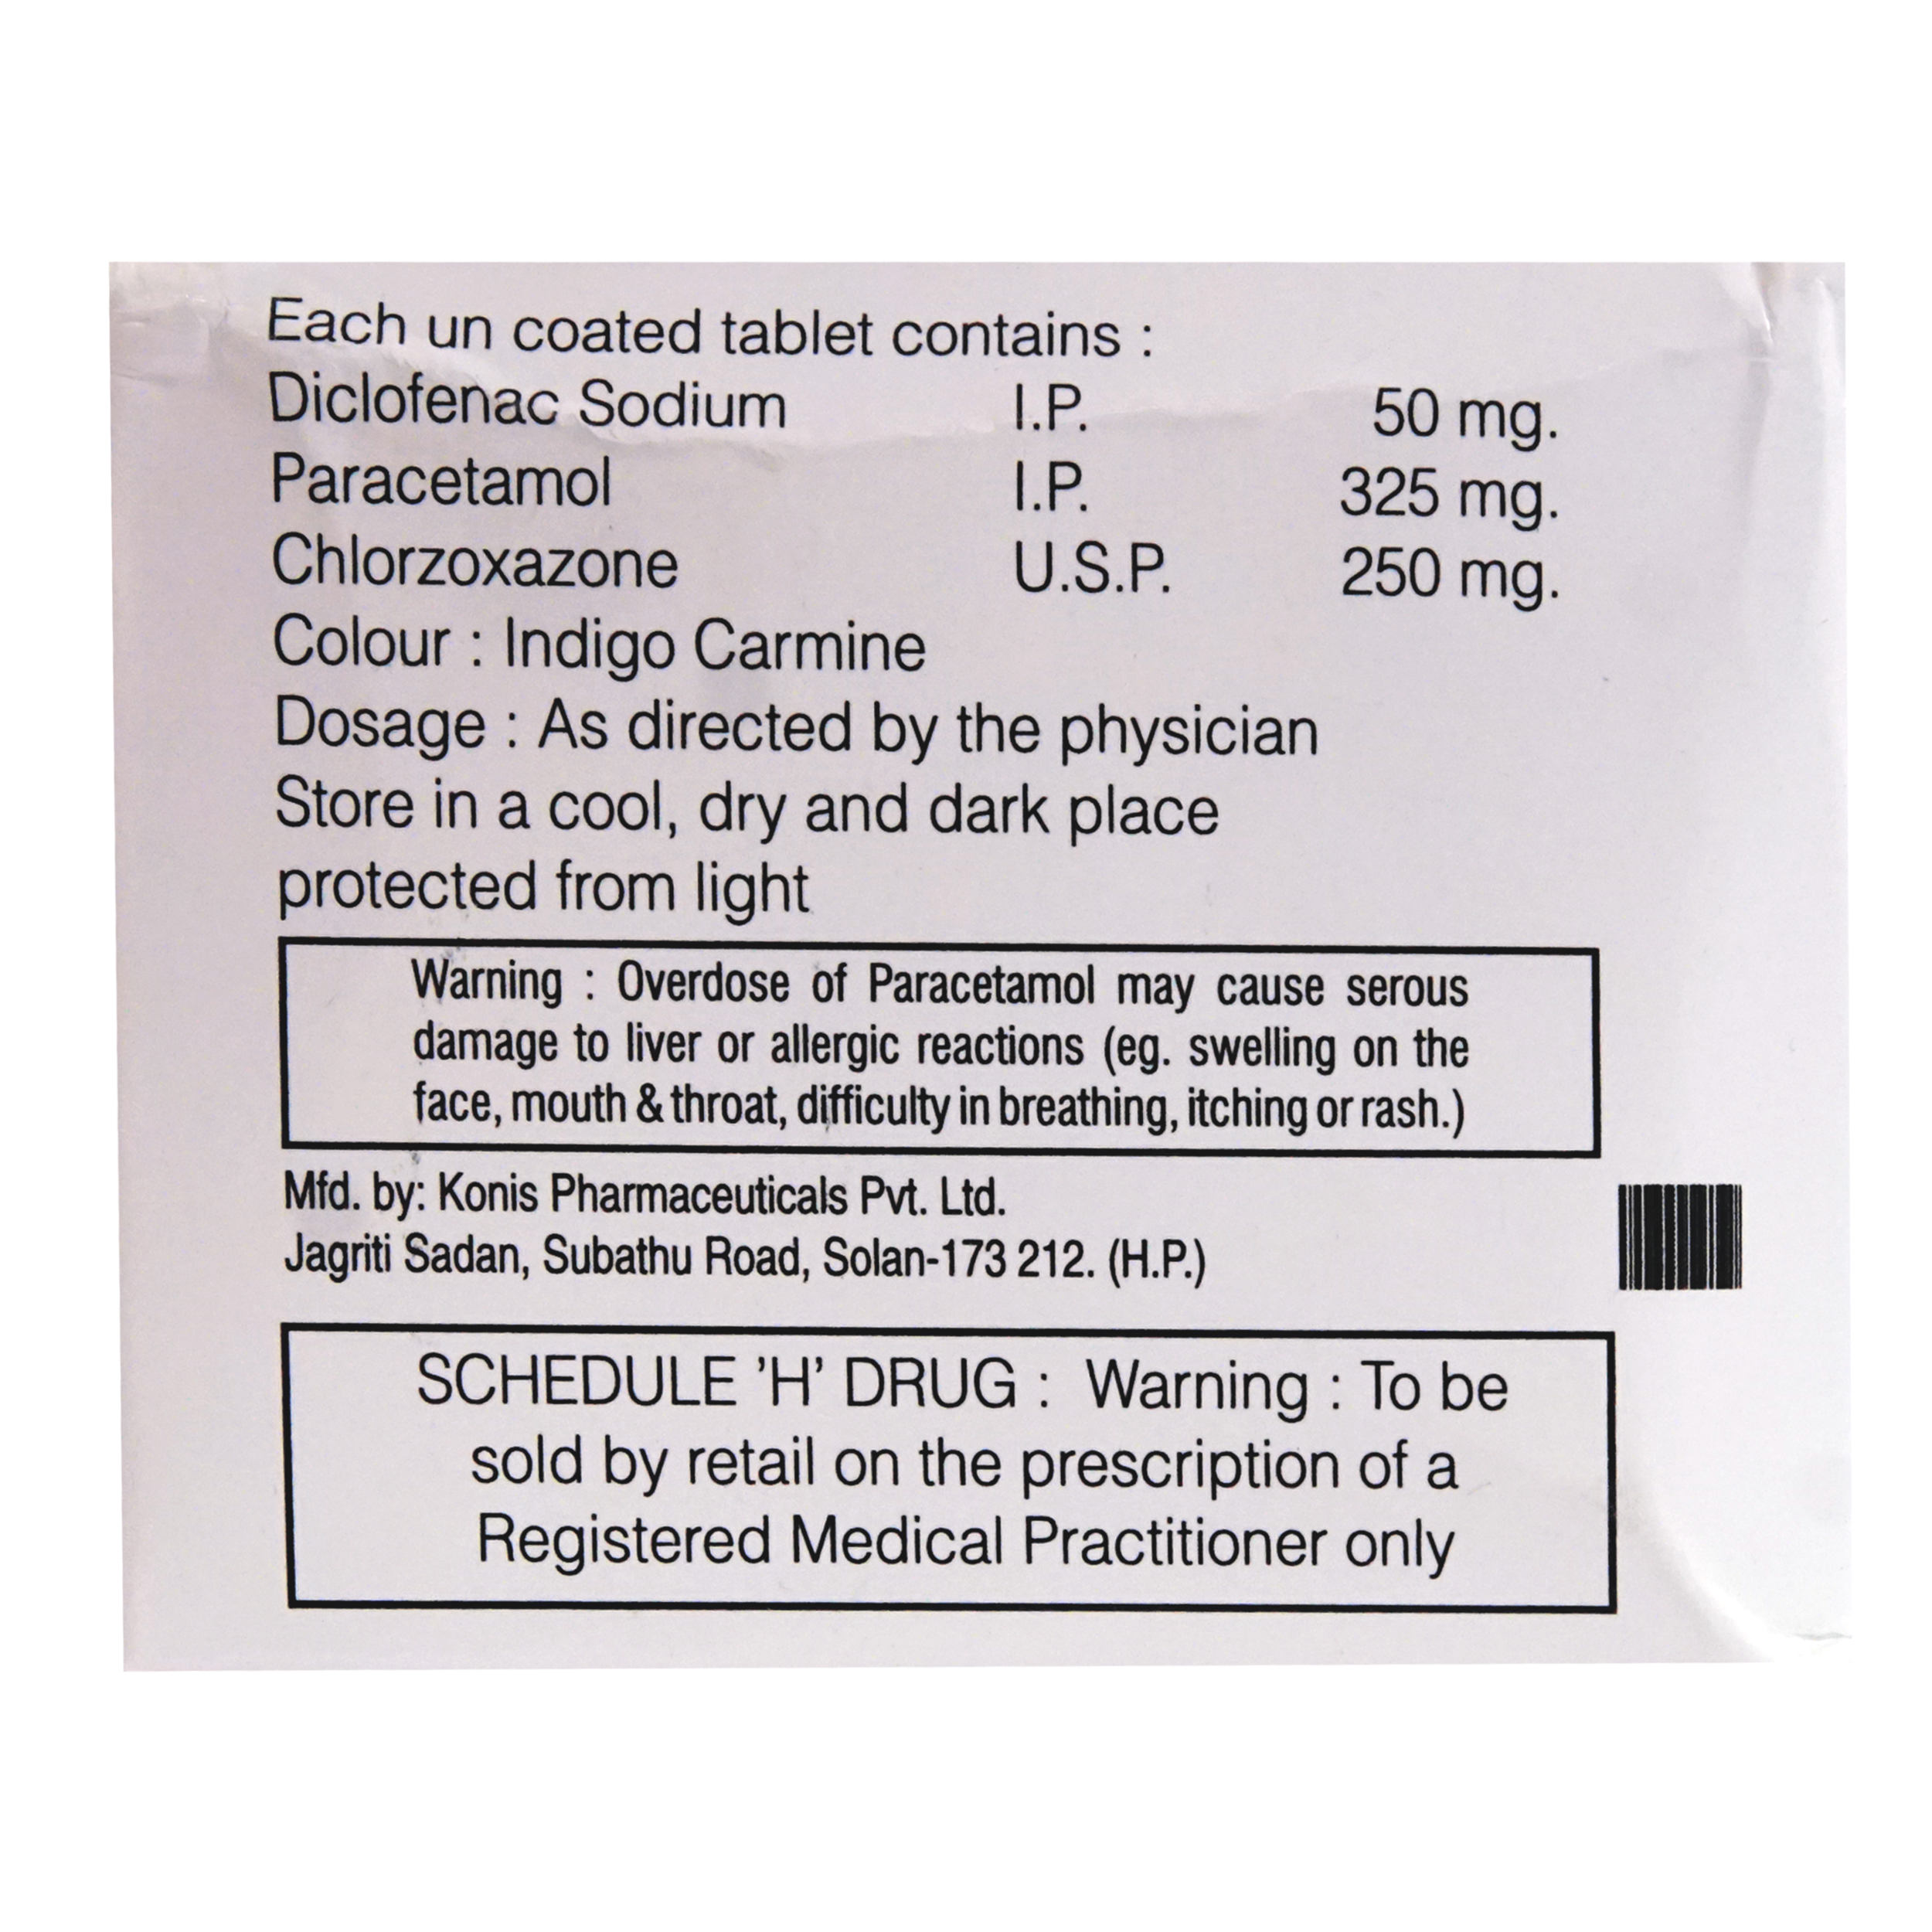 Each un coated tablet contains :
Diclofenac Sodium I.P. 50 mg.
Paracetamol I.P. 325 mg.
Chlorzoxazone U.S.P. 250 mg.
Colour : Indigo Carmine
Dosage : As directed by the physician
Store in a cool, dry and dark place
protected from light
Warning : Overdose of Paracetamol may cause serous
damage to liver or allergic reactions (eg. swelling on the
face, mouth & throat, difficulty in breathing, itching or rash.)
Mfd. by: Konis Pharmaceuticals Pvt. Ltd.
Jagriti Sadan, Subathu Road, Solan-173 212. (H.P.)
SCHEDULE 'H' DRUG : Warning : To be
sold by retail on the prescription of a
Registered Medical Practitioner only